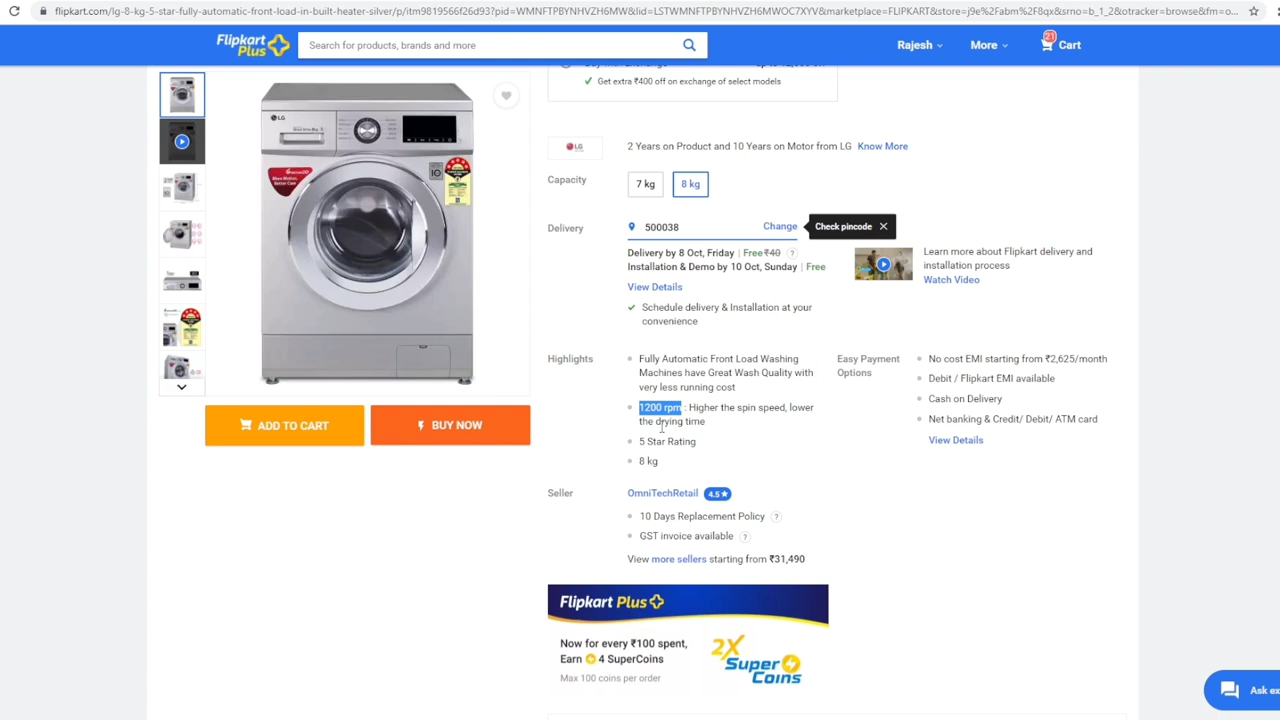 flipkart.com/lg-8-kg-5-star-fully-automatic-front-load-in-built-heater-silver/p/itm9819566f26d93?pid=WMNFTPBYNHVZH6MW&lid=LSTWMNFTPBYNHVZH6MWOC7XYV&marketplace=FLIPKART&store=j9e%2Fabm%2F8qx&srno=b_1_2&otracker=browse&fm=o...
Flipkart Plus
Search for products, brands and more
Rajesh
More
21
Cart
Get extra ₹400 off on exchange of select models
LG
LG
2 Years on Product and 10 Years on Motor from LG Know More
Capacity
7 kg
8 kg
Delivery
500038
Change
Check pincode
Delivery by 8 Oct, Friday | Free ₹40 ?
Installation & Demo by 10 Oct, Sunday | Free
View Details
Schedule delivery & Installation at your
convenience
Learn more about Flipkart delivery and
installation process
Watch Video
Highlights
Fully Automatic Front Load Washing
Machines have Great Wash Quality with
very less running cost
1200 rpm : Higher the spin speed, lower
the drying time
5 Star Rating
8 kg
Easy Payment
Options
No cost EMI starting from ₹2,625/month
Debit / Flipkart EMI available
Cash on Delivery
Net banking & Credit/ Debit/ ATM card
View Details
ADD TO CART
BUY NOW
Seller
OmniTechRetail 4.5★
10 Days Replacement Policy ?
GST invoice available ?
View more sellers starting from ₹31,490
Flipkart Plus
Now for every ₹100 spent,
Earn 4 SuperCoins
Max 100 coins per order
2X
Super
Coins
Ask ex